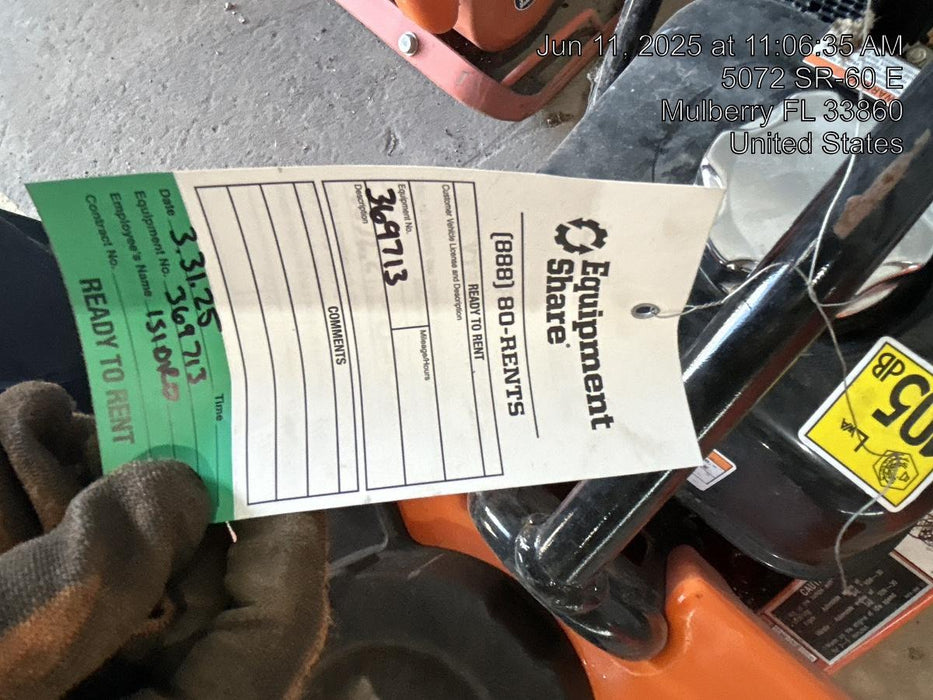 Jun 11, 2025 at 11:06:35 AM
5072 SR-60 E
Mulberry FL 33860
United States
Equipment
Share
(888) 80-RENTS
READY TO RENT
Customer Vehicle License and Description
Equipment No.
369713
Mileage/Hours
Description
COMMENTS
Date 3.31.25 Time
Equipment No. 369713
Employee's Name ISIDRO
Contract No.
READY TO RENT
105
dB
LWA